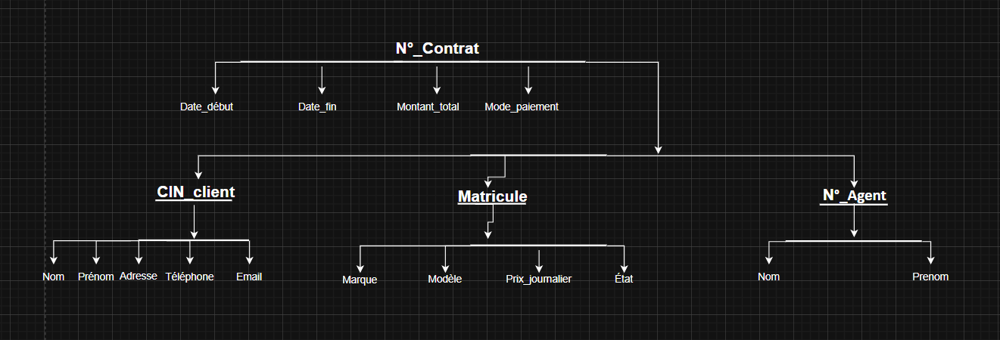 N°_Contrat
Date_début Date_fin Montant_total Mode_paiement
CIN_client Matricule N°_Agent
Nom Prénom Adresse Téléphone Email Marque Modèle Prix_journalier État Nom Prenom